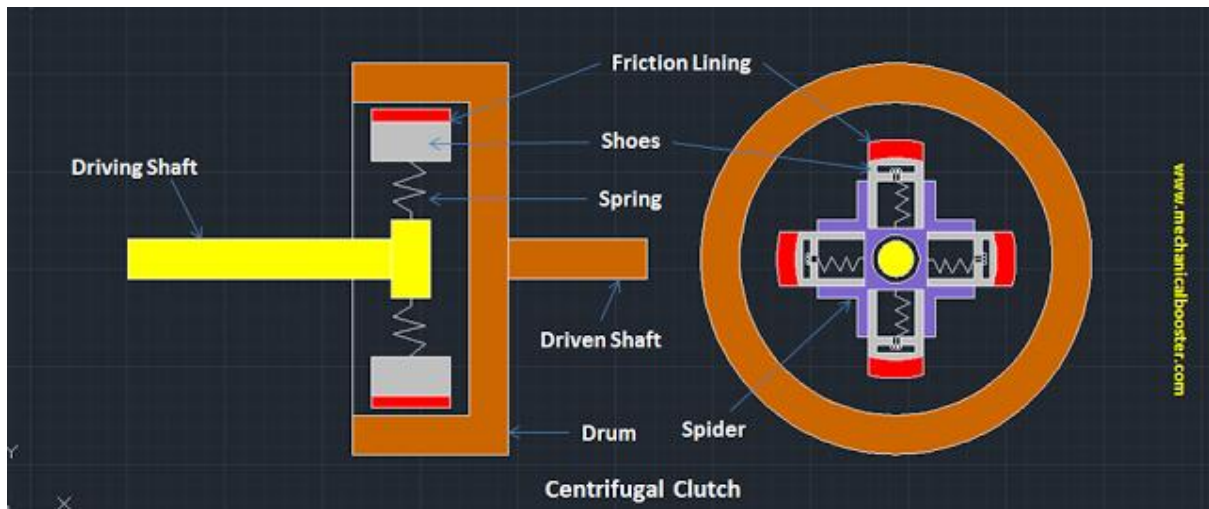 Friction Lining
Shoes
Driving Shaft
Spring
Driven Shaft
Drum
Spider
Centrifugal Clutch
www.mechanicalbooster.com
Y
X